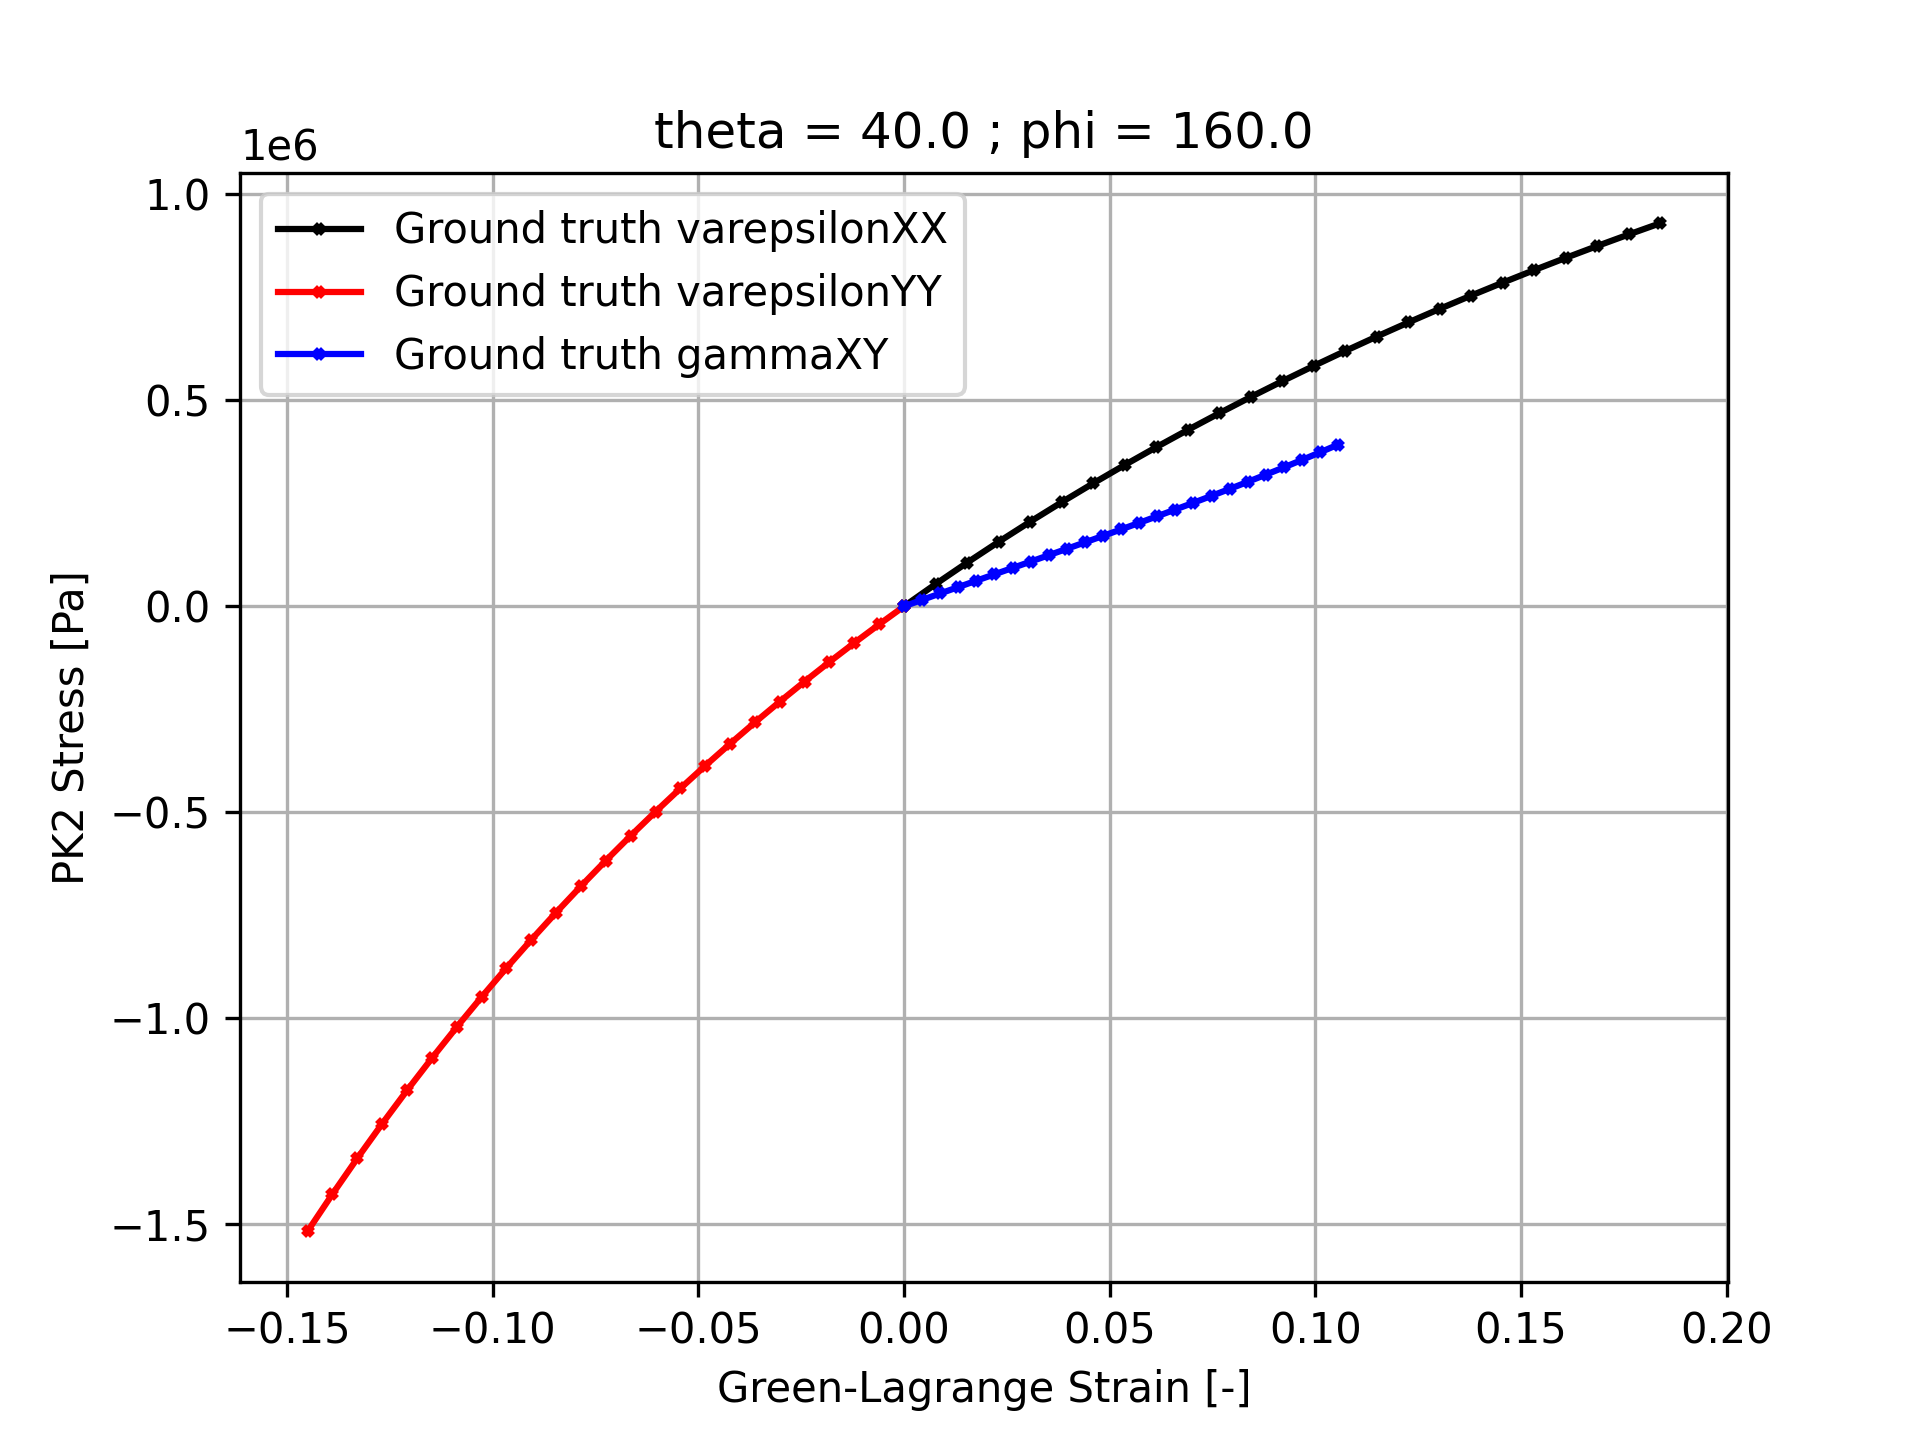 theta = 40.0 ; phi = 160.0
1e6
1.0
0.5
0.0
−0.5
−1.0
−1.5
PK2 Stress [Pa]
Ground truth varepsilonXX
Ground truth varepsilonYY
Ground truth gammaXY
−0.15 −0.10 −0.05 0.00 0.05 0.10 0.15 0.20
Green-Lagrange Strain [-]